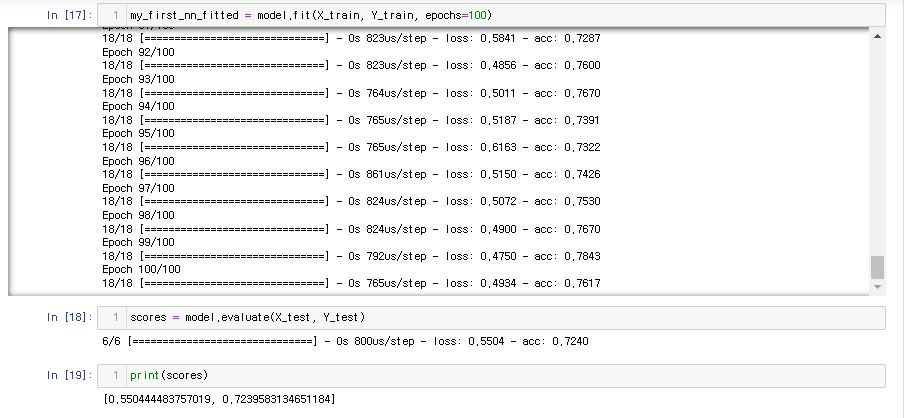 In [17]: 1 my_first_nn_fitted = model.fit(X_train, Y_train, epochs=100)
18/18 [==============================] - 0s 823us/step - loss: 0.5841 - acc: 0.7287
Epoch 92/100
18/18 [==============================] - 0s 823us/step - loss: 0.4856 - acc: 0.7600
Epoch 93/100
18/18 [==============================] - 0s 764us/step - loss: 0.5011 - acc: 0.7670
Epoch 94/100
18/18 [==============================] - 0s 765us/step - loss: 0.5187 - acc: 0.7391
Epoch 95/100
18/18 [==============================] - 0s 765us/step - loss: 0.6163 - acc: 0.7322
Epoch 96/100
18/18 [==============================] - 0s 861us/step - loss: 0.5150 - acc: 0.7426
Epoch 97/100
18/18 [==============================] - 0s 824us/step - loss: 0.5072 - acc: 0.7530
Epoch 98/100
18/18 [==============================] - 0s 824us/step - loss: 0.4900 - acc: 0.7670
Epoch 99/100
18/18 [==============================] - 0s 792us/step - loss: 0.4750 - acc: 0.7843
Epoch 100/100
18/18 [==============================] - 0s 765us/step - loss: 0.4934 - acc: 0.7617
In [18]: 1 scores = model.evaluate(X_test, Y_test)
6/6 [==============================] - 0s 800us/step - loss: 0.5504 - acc: 0.7240
In [19]: 1 print(scores)
[0.550444483757019, 0.7239583134651184]